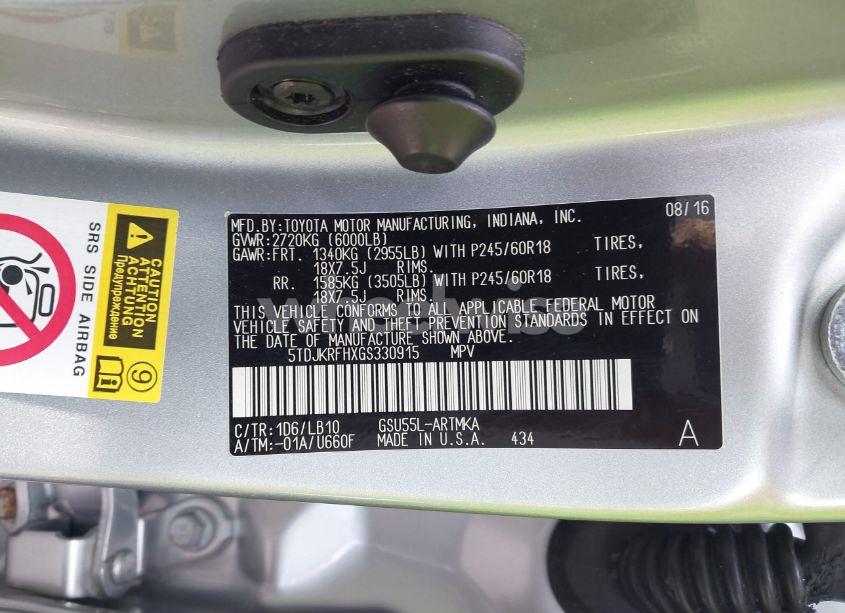 SRS SIDE AIRBAG
CAUTION
ATTENTION
ACHTUNG
Предупреждение
9
MFD.BY:TOYOTA MOTOR MANUFACTURING, INDIANA, INC. 08/16
GVWR:2720KG (6000LB)
GAWR:FRT. 1340KG (2955LB) WITH P245/60R18 TIRES,
18X7.5J RIMS.
RR. 1585KG (3505LB) WITH P245/60R18 TIRES,
18X7.5J RIMS.
THIS VEHICLE CONFORMS TO ALL APPLICABLE FEDERAL MOTOR
VEHICLE SAFETY AND THEFT PREVENTION STANDARDS IN EFFECT ON
THE DATE OF MANUFACTURE SHOWN ABOVE.
5TDJKRFHXGS330915 MPV
C/TR:1D6/LB10 GSU55L-ARTMKA
A/TM:-01A/U660F MADE IN U.S.A. 434 A